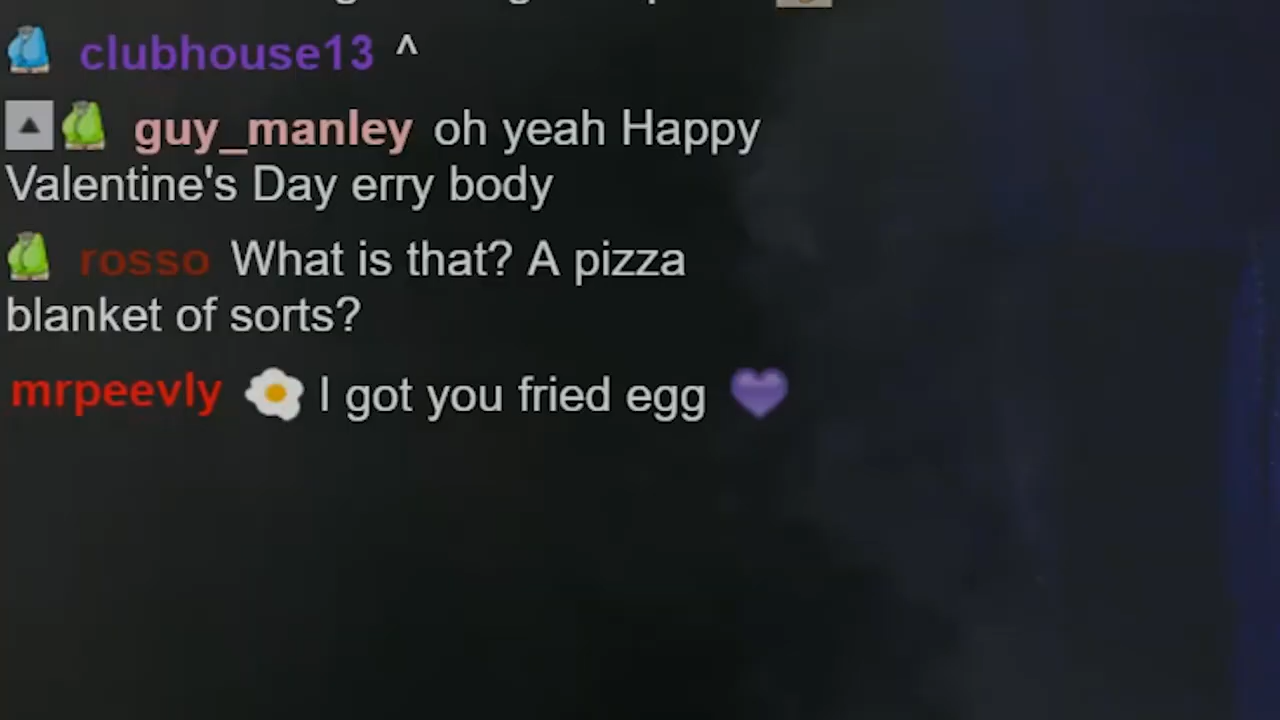 clubhouse13 ^
guy_manley oh yeah Happy
Valentine's Day erry body
rosso What is that? A pizza
blanket of sorts?
mrpeevly 🍳 I got you fried egg 💜